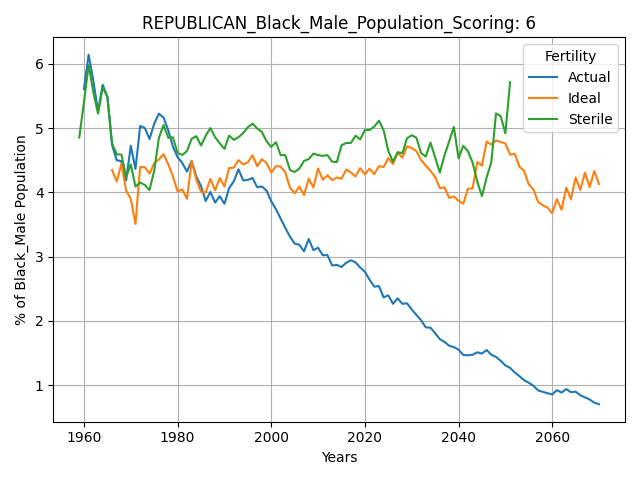 REPUBLICAN_Black_Male_Population_Scoring: 6
Fertility
Actual
Ideal
Sterile
% of Black_Male Population
6
5
4
3
2
1
1960 1980 2000 2020 2040 2060
Years